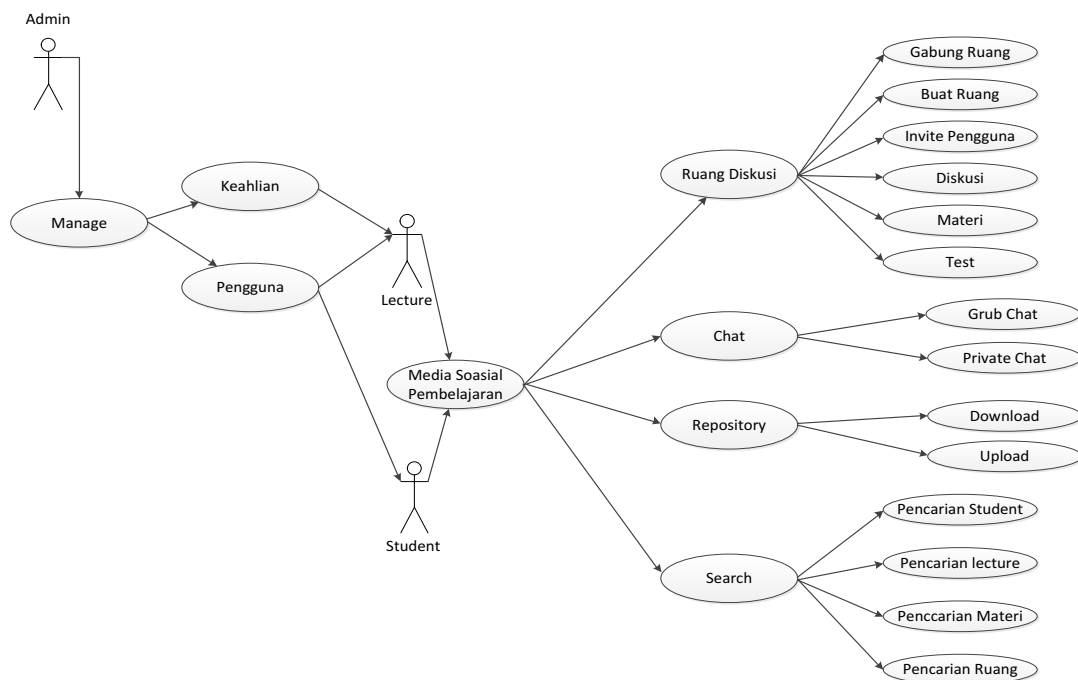 Admin
Manage
Keahlian
Pengguna
Lecture
Student
Media Soasial
Pembelajaran
Ruang Diskusi
Gabung Ruang
Buat Ruang
Invite Pengguna
Diskusi
Materi
Test
Chat
Grub Chat
Private Chat
Repository
Download
Upload
Search
Pencarian Student
Pencarian lecture
Penccarian Materi
Pencarian Ruang